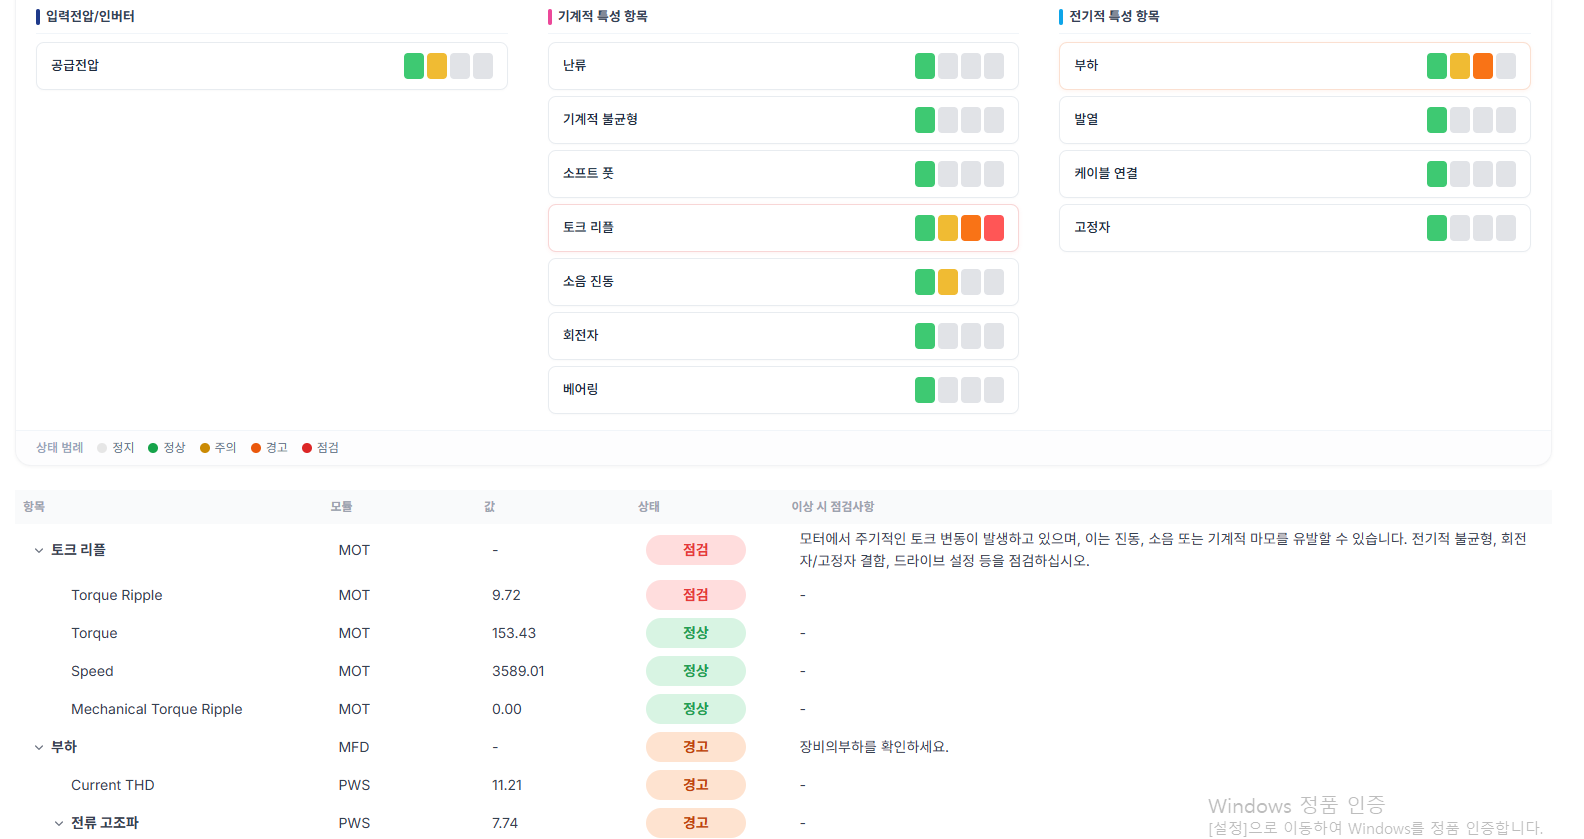 입력전압/인버터
공급전압
기계적 특성 항목
난류
기계적 불균형
소프트 풋
토크 리플
소음 진동
회전자
베어링
전기적 특성 항목
부하
발열
케이블 연결
고정자
상태 범례 정지 정상 주의 경고 점검
항목 모듈 값 상태 이상 시 점검사항
토크 리플 MOT - 점검 모터에서 주기적인 토크 변동이 발생하고 있으며, 이는 진동, 소음 또는 기계적 마모를 유발할 수 있습니다. 전기적 불균형, 회전
자/고정자 결함, 드라이브 설정 등을 점검하십시오.
Torque Ripple MOT 9.72 점검 -
Torque MOT 153.43 정상 -
Speed MOT 3589.01 정상 -
Mechanical Torque Ripple MOT 0.00 정상 -
부하 MFD - 경고 장비의부하를 확인하세요.
Current THD PWS 11.21 경고 -
전류 고조파 PWS 7.74 경고 -
Windows 정품 인증
[설정]으로 이동하여 Windows를 정품 인증합니다.